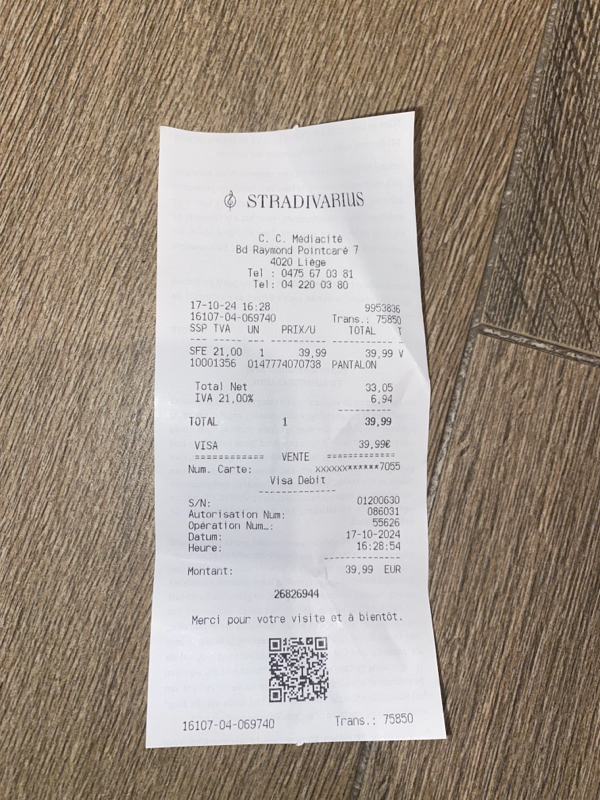 STRADIVARIUS
C. C. Médiacité
Bd Raymond Pointcaré 7
4020 Liège
Tel : 0475 67 03 81
Tel: 04 220 03 80
17-10-24 16:28 9953836
16107-04-069740 Trans.: 75850
SSP TVA UN PRIX/U TOTAL T
SFE 21,00 1 39,99 39,99 V
10001356 0147774070738 PANTALON
Total Net 33,05
IVA 21,00% 6,94
TOTAL 1 39,99
VISA 39,99€
============ VENTE ============
Num. Carte: xxxxxx******7055
Visa Debit
S/N: 01200630
Autorisation Num: 086031
Opération Num…: 55626
Datum: 17-10-2024
Heure: 16:28:54
Montant: 39,99 EUR
26826944
Merci pour votre visite et à bientôt.
16107-04-069740 Trans.: 75850